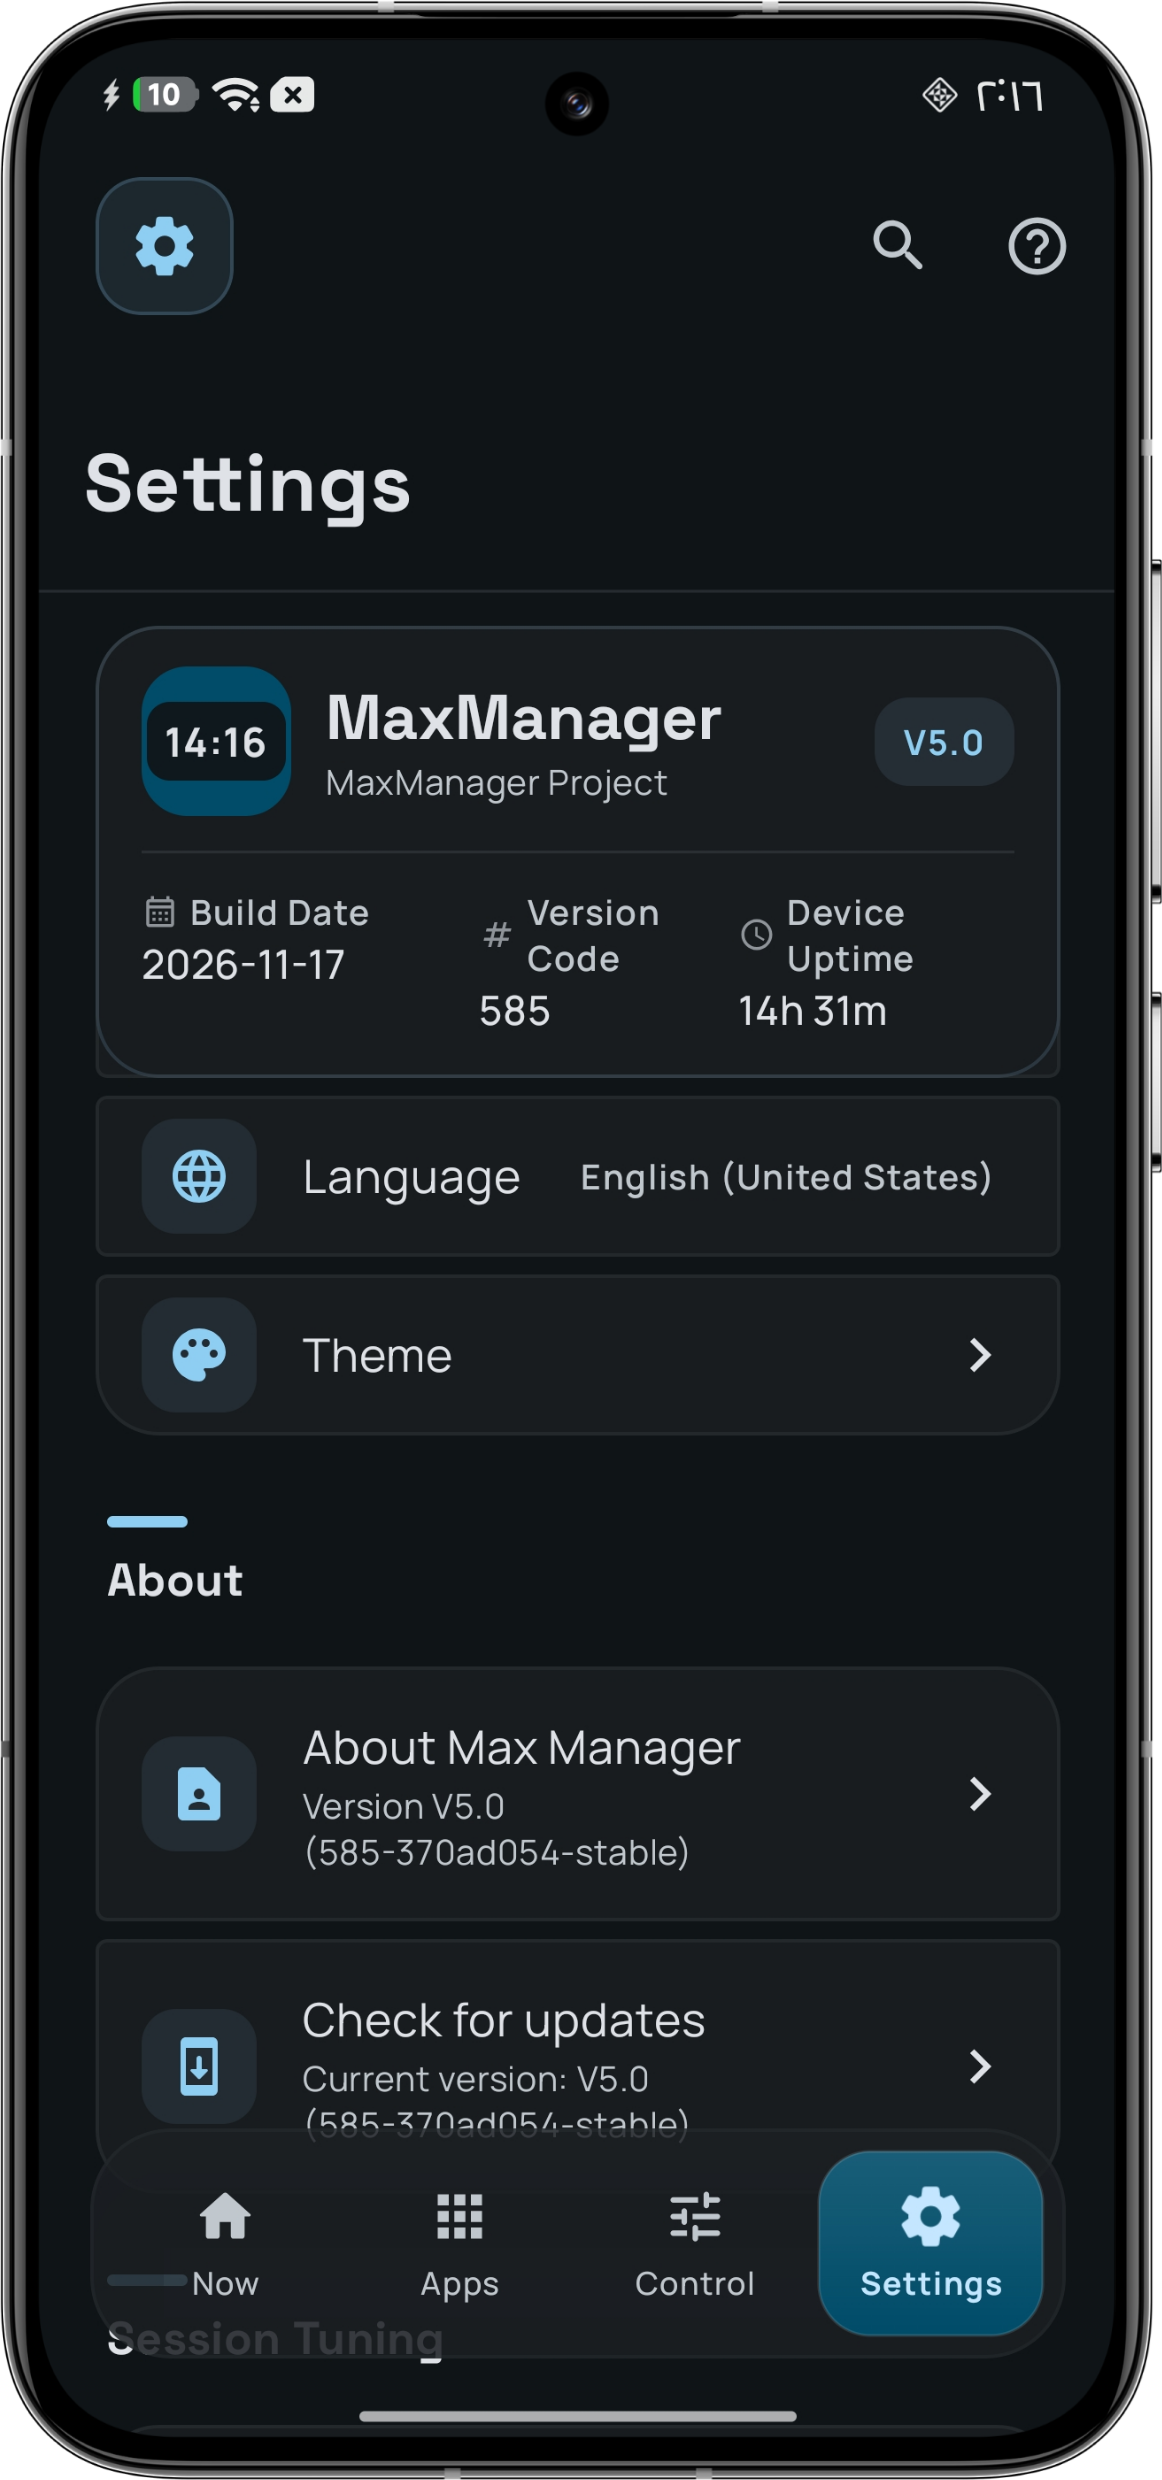 10
٢:١٦
Settings
14:16
MaxManager
MaxManager Project
V5.0
Build Date
2026-11-17
# Version
Code
585
Device
Uptime
14h 31m
Language
English (United States)
Theme
About
About Max Manager
Version V5.0
(585-370ad054-stable)
Check for updates
Current version: V5.0
(585-370ad054-stable)
Now
Apps
Control
Settings
Session Tuning